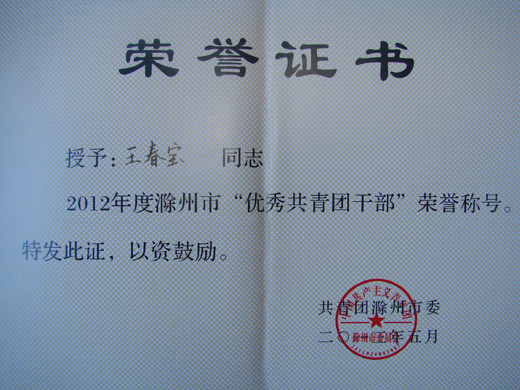 荣誉证书
授予：王春宝 同志
2012年度滁州市“优秀共青团干部”荣誉称号。
特发此证，以资鼓励。
共青团滁州市委
二〇一三年五月